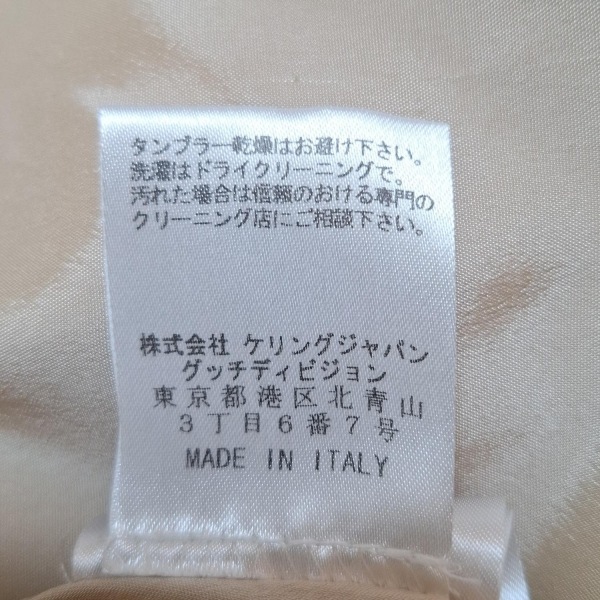 タンブラー乾燥はお避け下さい。
洗濯はドライクリーニングで。
汚れた場合は信頼のおける専門の
クリーニング店にご相談下さい。
株式会社 ケリングジャパン
グッチディビジョン
東京都港区北青山
3丁目6番7号
MADE IN ITALY